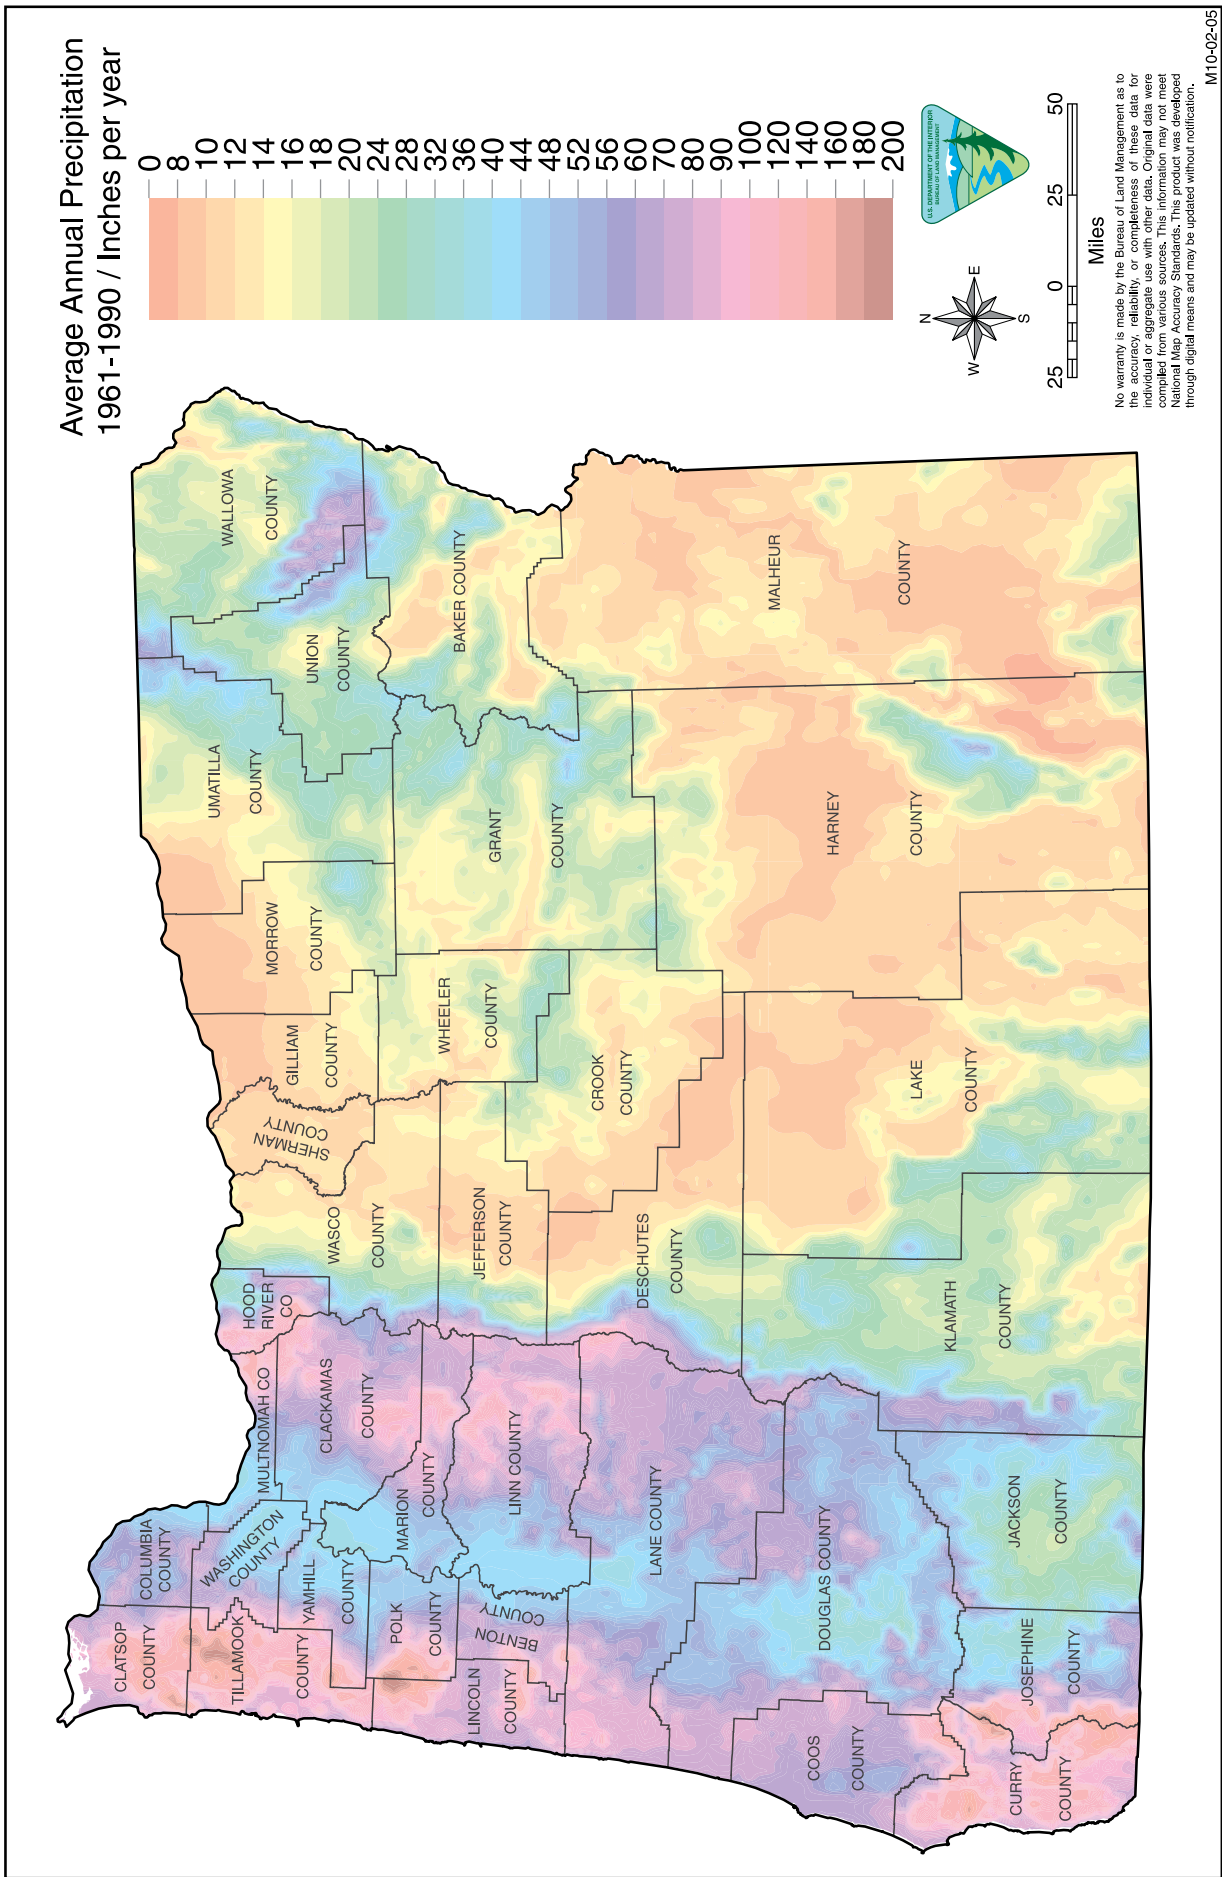 Average Annual Precipitation
1961-1990 / Inches per year
0
8
10
12
14
16
18
20
24
28
32
36
40
44
48
52
56
60
70
80
90
100
120
140
160
180
200
CLATSOP
COUNTY
COLUMBIA
COUNTY
TILLAMOOK
COUNTY
WASHINGTON
COUNTY
MULTNOMAH CO
HOOD
RIVER
CO
YAMHILL
COUNTY
CLACKAMAS
COUNTY
POLK
COUNTY
MARION
COUNTY
LINCOLN
COUNTY
BENTON
COUNTY
LINN COUNTY
LANE COUNTY
DOUGLAS COUNTY
COOS
COUNTY
CURRY
COUNTY
JOSEPHINE
COUNTY
JACKSON
COUNTY
KLAMATH
COUNTY
WASCO
COUNTY
SHERMAN
COUNTY
GILLIAM
COUNTY
MORROW
COUNTY
UMATILLA
COUNTY
UNION
COUNTY
WALLOWA
COUNTY
BAKER COUNTY
GRANT
COUNTY
WHEELER
COUNTY
JEFFERSON
COUNTY
CROOK
COUNTY
DESCHUTES
COUNTY
LAKE
COUNTY
HARNEY
COUNTY
MALHEUR
COUNTY
U.S. DEPARTMENT OF THE INTERIOR
BUREAU OF LAND MANAGEMENT
N
W
E
S
25
0
25
50
Miles
No warranty is made by the Bureau of Land Management as to
the accuracy, reliability, or completeness of these data for
individual or aggregate use with other data. Original data were
compiled from various sources. This information may not meet
National Map Accuracy Standards. This product was developed
through digital means and may be updated without notification.
M10-02-05